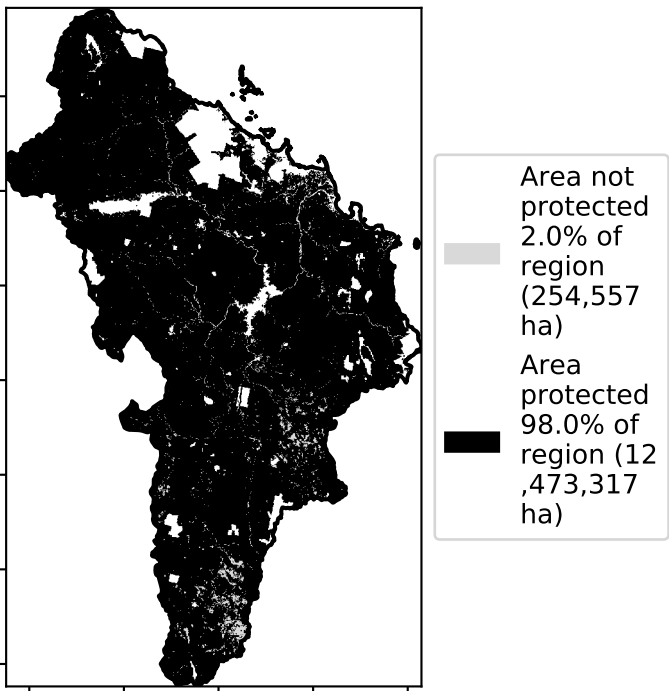 Area not
protected
2.0% of
region
(254,557
ha)
Area
protected
98.0% of
region (12
,473,317
ha)